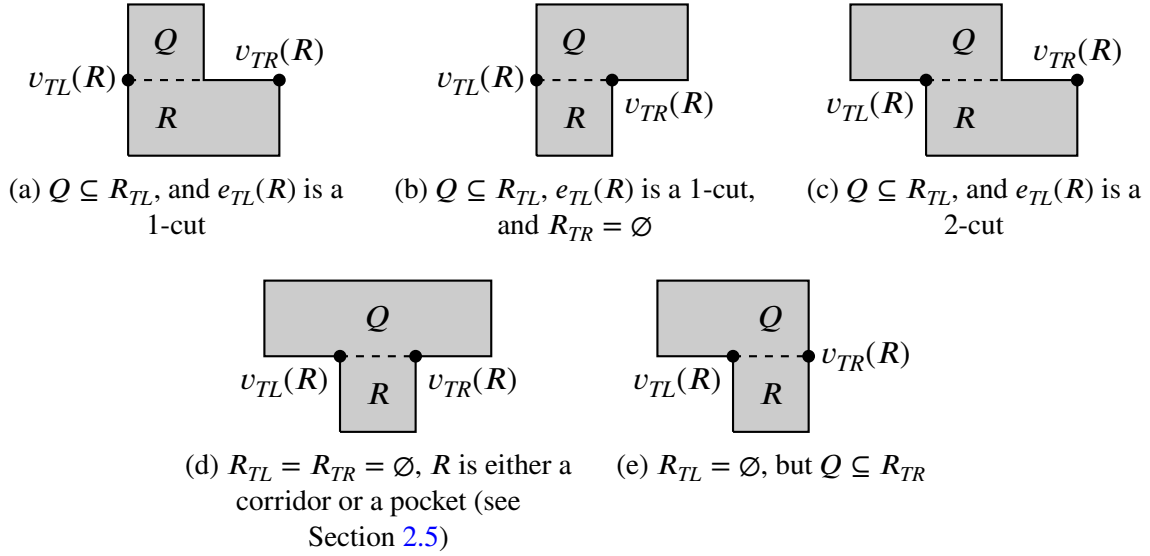 Q
v_TR(R)
v_TL(R)
R
Q
v_TL(R)
v_TR(R)
R
Q
v_TR(R)
v_TL(R)
R
(a) Q ⊆ R_TL, and e_TL(R) is a
1-cut
(b) Q ⊆ R_TL, e_TL(R) is a 1-cut,
and R_TR = ∅
(c) Q ⊆ R_TL, and e_TL(R) is a
2-cut
Q
v_TL(R)
v_TR(R)
R
Q
v_TR(R)
v_TL(R)
R
(d) R_TL = R_TR = ∅, R is either a
corridor or a pocket (see
Section 2.5)
(e) R_TL = ∅, but Q ⊆ R_TR